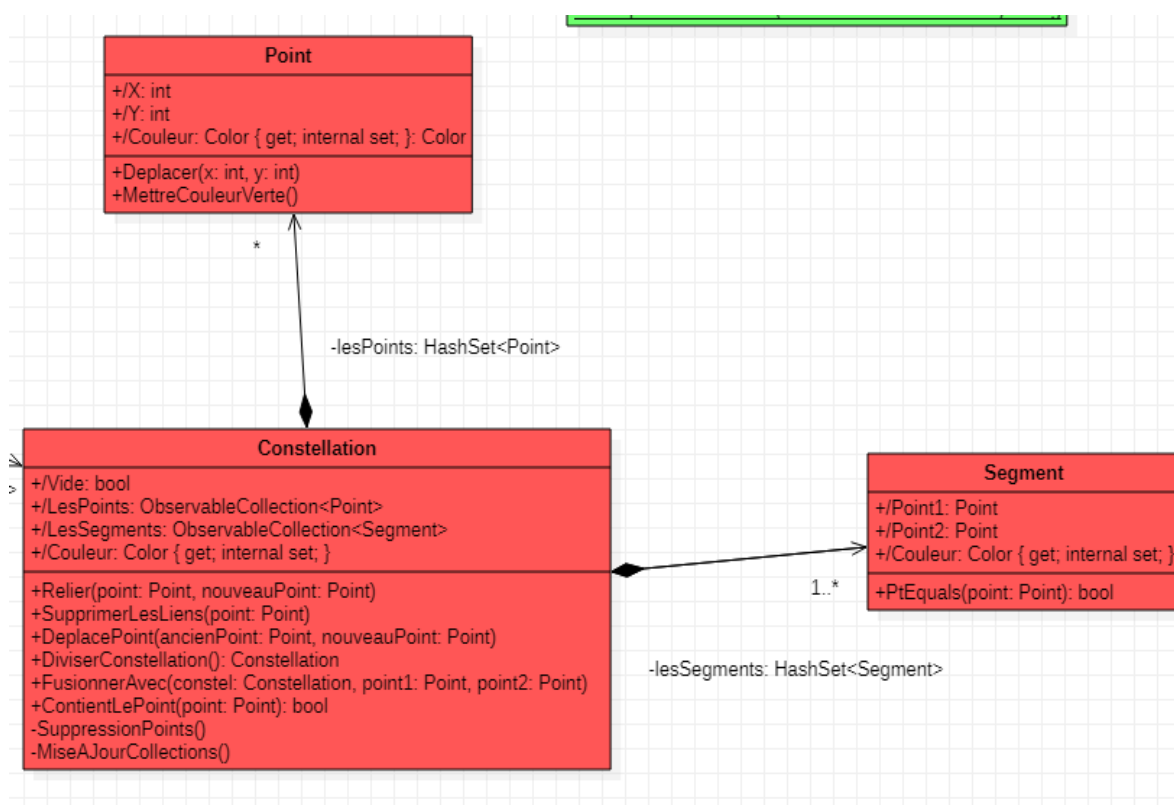 Point
+/X: int
+/Y: int
+/Couleur: Color { get; internal set; }: Color
+Deplacer(x: int, y: int)
+MettreCouleurVerte()
*
-lesPoints: HashSet<Point>
Constellation
+/Vide: bool
+/LesPoints: ObservableCollection<Point>
+/LesSegments: ObservableCollection<Segment>
+/Couleur: Color { get; internal set; }
+Relier(point: Point, nouveauPoint: Point)
+SupprimerLesLiens(point: Point)
+DeplacePoint(ancienPoint: Point, nouveauPoint: Point)
+DiviserConstellation(): Constellation
+FusionnerAvec(constel: Constellation, point1: Point, point2: Point)
+ContientLePoint(point: Point): bool
-SuppressionPoints()
-MiseAJourCollections()
Segment
+/Point1: Point
+/Point2: Point
+/Couleur: Color { get; internal set; }
+PtEquals(point: Point): bool
1..*
-lesSegments: HashSet<Segment>